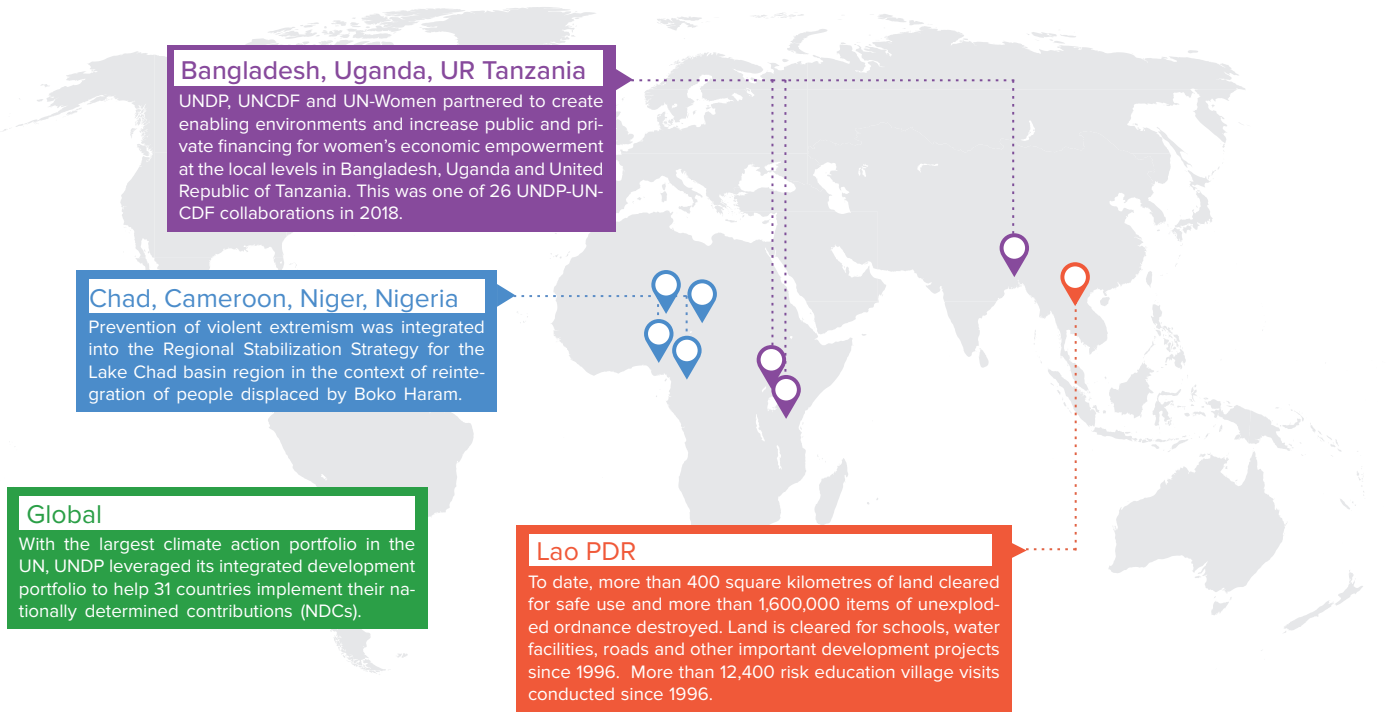 Bangladesh, Uganda, UR Tanzania
UNDP, UNCDF and UN-Women partnered to create
enabling environments and increase public and pri-
vate financing for women's economic empowerment
at the local levels in Bangladesh, Uganda and United
Republic of Tanzania. This was one of 26 UNDP-UN-
CDF collaborations in 2018.
Chad, Cameroon, Niger, Nigeria
Prevention of violent extremism was integrated
into the Regional Stabilization Strategy for the
Lake Chad basin region in the context of reinte-
gration of people displaced by Boko Haram.
Global
With the largest climate action portfolio in the
UN, UNDP leveraged its integrated development
portfolio to help 31 countries implement their na-
tionally determined contributions (NDCs).
Lao PDR
To date, more than 400 square kilometres of land cleared
for safe use and more than 1,600,000 items of unexplod-
ed ordnance destroyed. Land is cleared for schools, water
facilities, roads and other important development projects
since 1996. More than 12,400 risk education village visits
conducted since 1996.